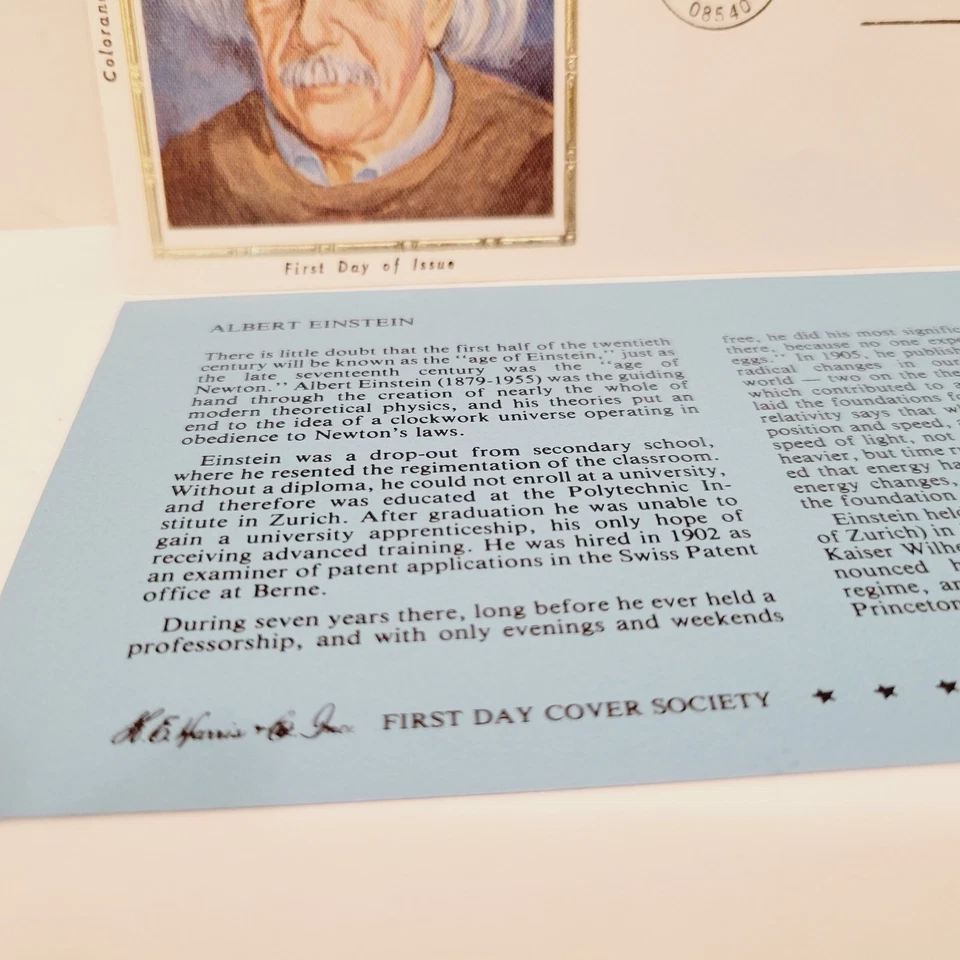 Colorano
08540
First Day of Issue
ALBERT EINSTEIN
There is little doubt that the first half of the twentieth
century will be known as the "age of Einstein," just as
the late seventeenth century was the "age of
Newton." Albert Einstein (1879-1955) was the guiding
hand through the creation of nearly the whole of
modern theoretical physics, and his theories put an
end to the idea of a clockwork universe operating in
obedience to Newton's laws.
Einstein was a drop-out from secondary school,
where he resented the regimentation of the classroom.
Without a diploma, he could not enroll at a university,
and therefore was educated at the Polytechnic In-
stitute in Zurich. After graduation he was unable to
gain a university apprenticeship, his only hope of
receiving advanced training. He was hired in 1902 as
an examiner of patent applications in the Swiss Patent
office at Berne.
During seven years there, long before he ever held a
professorship, and with only evenings and weekends
free, he did his most signific
there, because no one expe
eggs." In 1905, he publish
radical changes in our
world — two on the the
which contributed to a
laid the foundations fo
relativity says that wh
position and speed, a
speed of light, not
heavier, but time r
ed that energy ha
energy changes,
the foundation
Einstein held
of Zurich) in
Kaiser Wilhe
nounced h
regime, an
Princeton
H.E. Harris & Co. Inc. FIRST DAY COVER SOCIETY ★ ★ ★